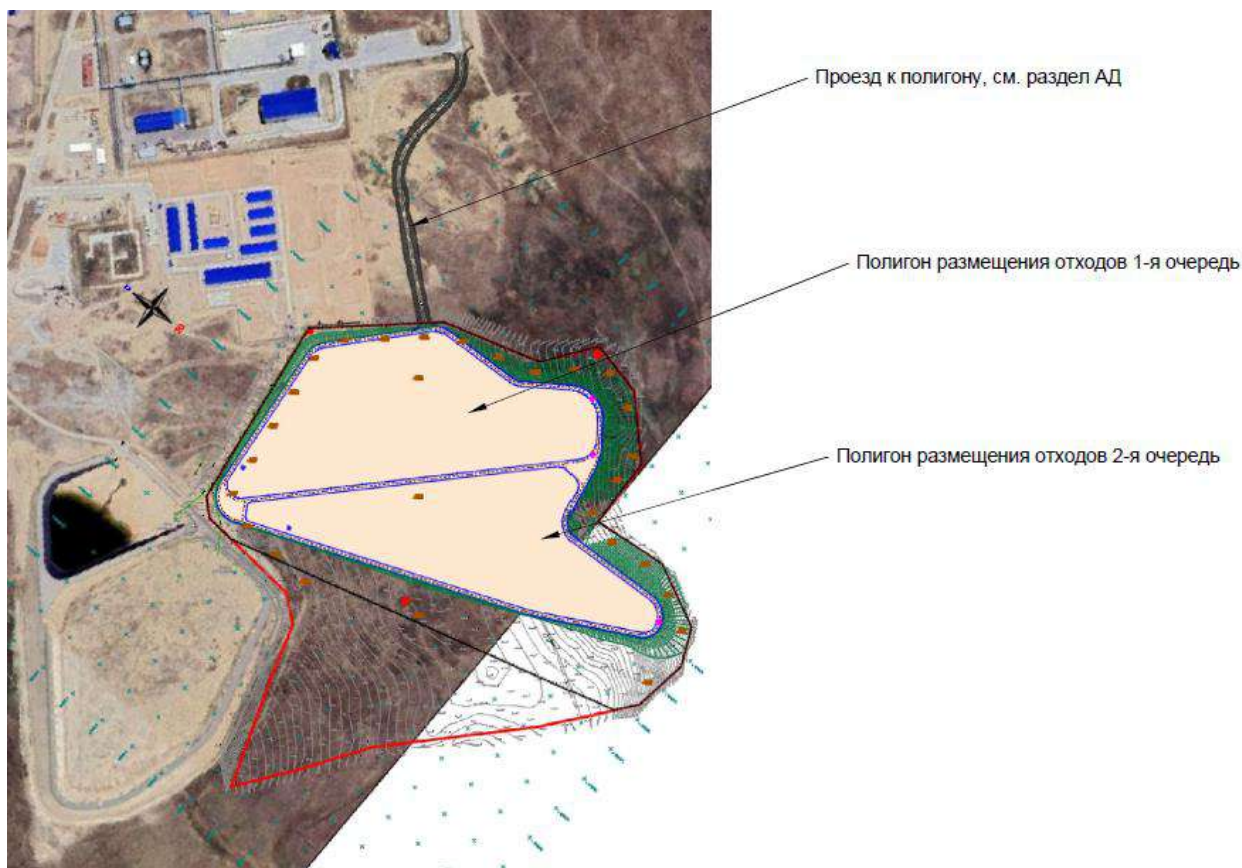 Проезд к полигону, см. раздел АД
Полигон размещения отходов 1-я очередь
Полигон размещения отходов 2-я очередь